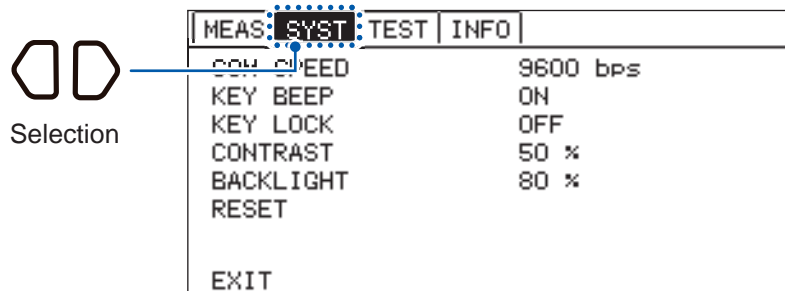 MEAS SYST TEST INFO
SPEED 9600 bps
KEY BEEP ON
KEY LOCK OFF
Selection
CONTRAST 50 %
BACKLIGHT 80 %
RESET
EXIT